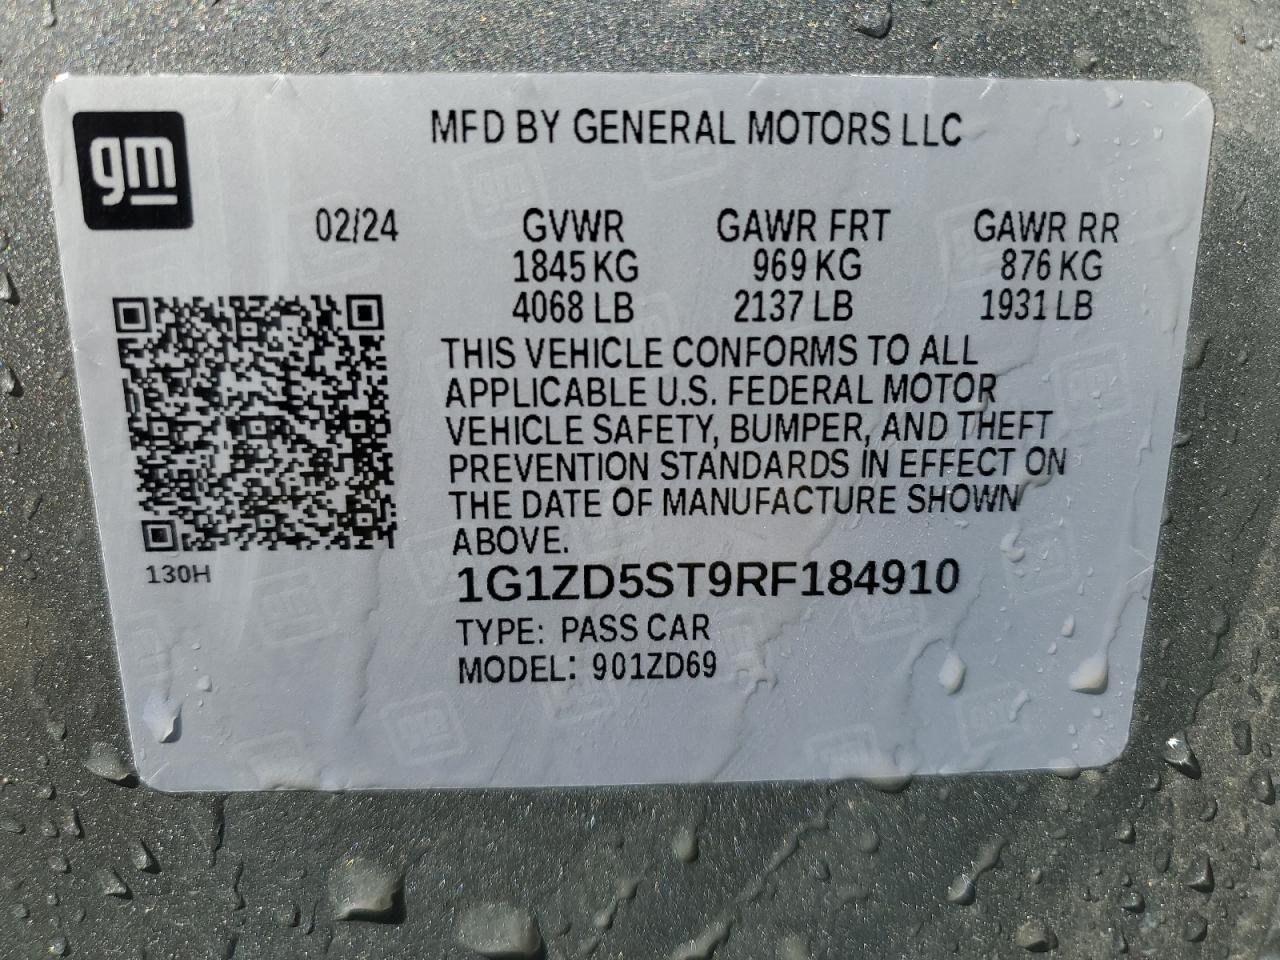 gm
MFD BY GENERAL MOTORS LLC
02/24 GVWR GAWR FRT GAWR RR
1845 KG 969 KG 876 KG
4068 LB 2137 LB 1931 LB
THIS VEHICLE CONFORMS TO ALL
APPLICABLE U.S. FEDERAL MOTOR
VEHICLE SAFETY, BUMPER, AND THEFT
PREVENTION STANDARDS IN EFFECT ON
THE DATE OF MANUFACTURE SHOWN
ABOVE.
130H
1G1ZD5ST9RF184910
TYPE: PASS CAR
MODEL: 901ZD69